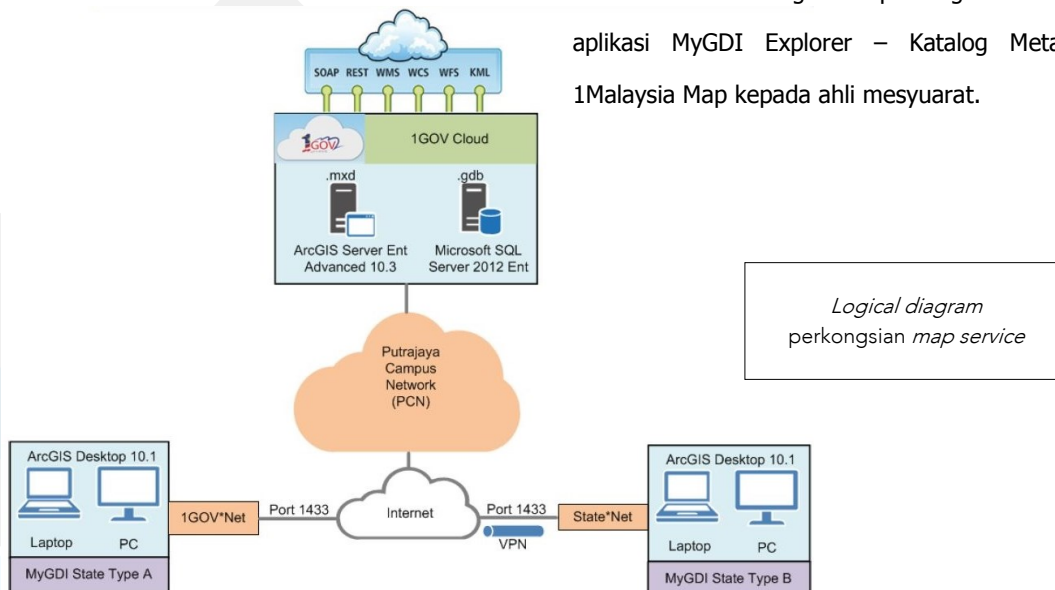 aplikasi MyGDI Explorer – Katalog Meta
1Malaysia Map kepada ahli mesyuarat.
SOAP REST WMS WCS WFS KML
1GOV
1GOV Cloud
.mxd
.gdb
ArcGIS Server Ent
Advanced 10.3
Microsoft SQL
Server 2012 Ent
Logical diagram
perkongsian map service
Putrajaya
Campus
Network
(PCN)
ArcGIS Desktop 10.1
Laptop
PC
MyGDI State Type A
1GOV*Net
Port 1433
Internet
Port 1433
VPN
State*Net
ArcGIS Desktop 10.1
Laptop
PC
MyGDI State Type B